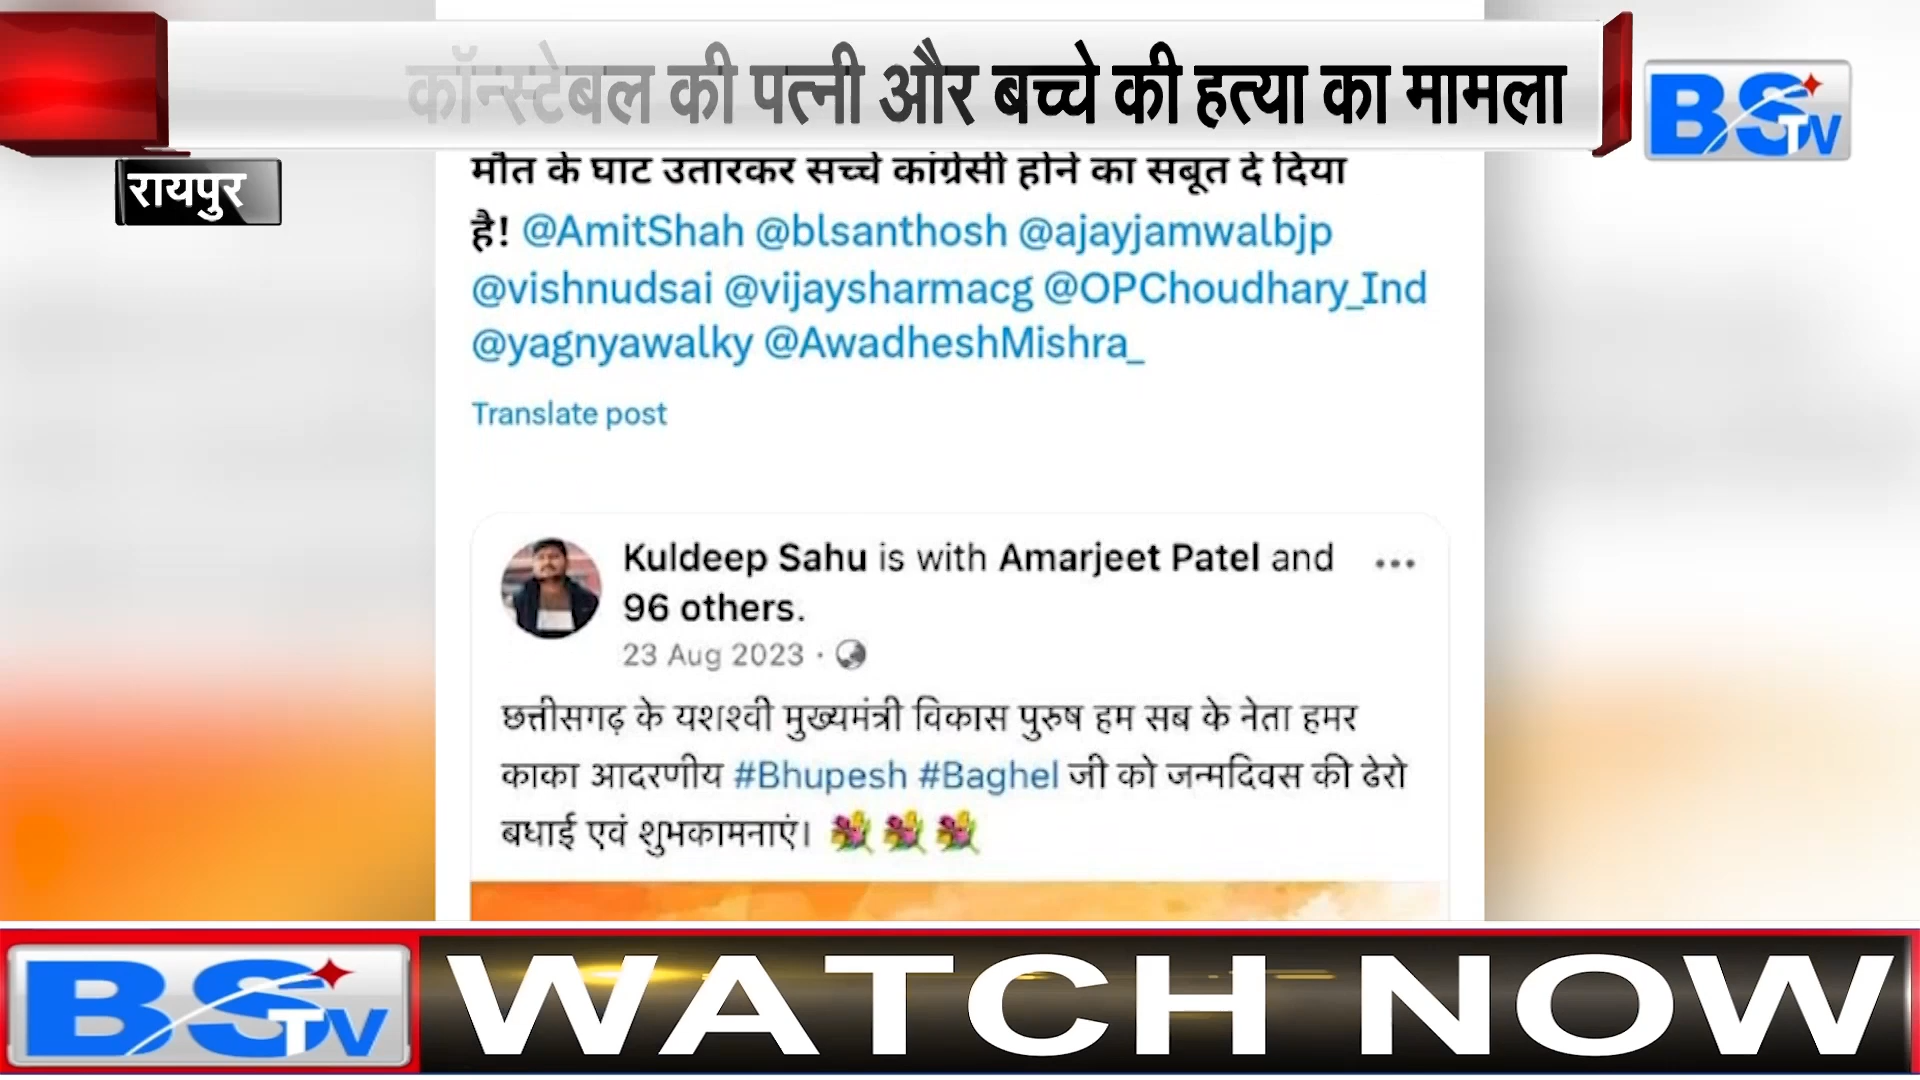 कॉन्स्टेबल की पत्नी और बच्चे की हत्या का मामला
BSTV
रायपुर
मौत के घाट उतारकर सच्चे कांग्रेसी होने का सबूत दे दिया
है! @AmitShah @blsanthosh @ajayjamwalbjp
@vishnudsai @vijaysharmacg @OPChoudhary_Ind
@yagnyawalky @AwadheshMishra_
Translate post
Kuldeep Sahu is with Amarjeet Patel and
96 others.
23 Aug 2023 ·
छत्तीसगढ़ के यशश्वी मुख्यमंत्री विकास पुरुष हम सब के नेता हमर
काका आदरणीय #Bhupesh #Baghel जी को जन्मदिवस की ढेरो
बधाई एवं शुभकामनाएं। 💐💐💐
BSTV WATCH NOW